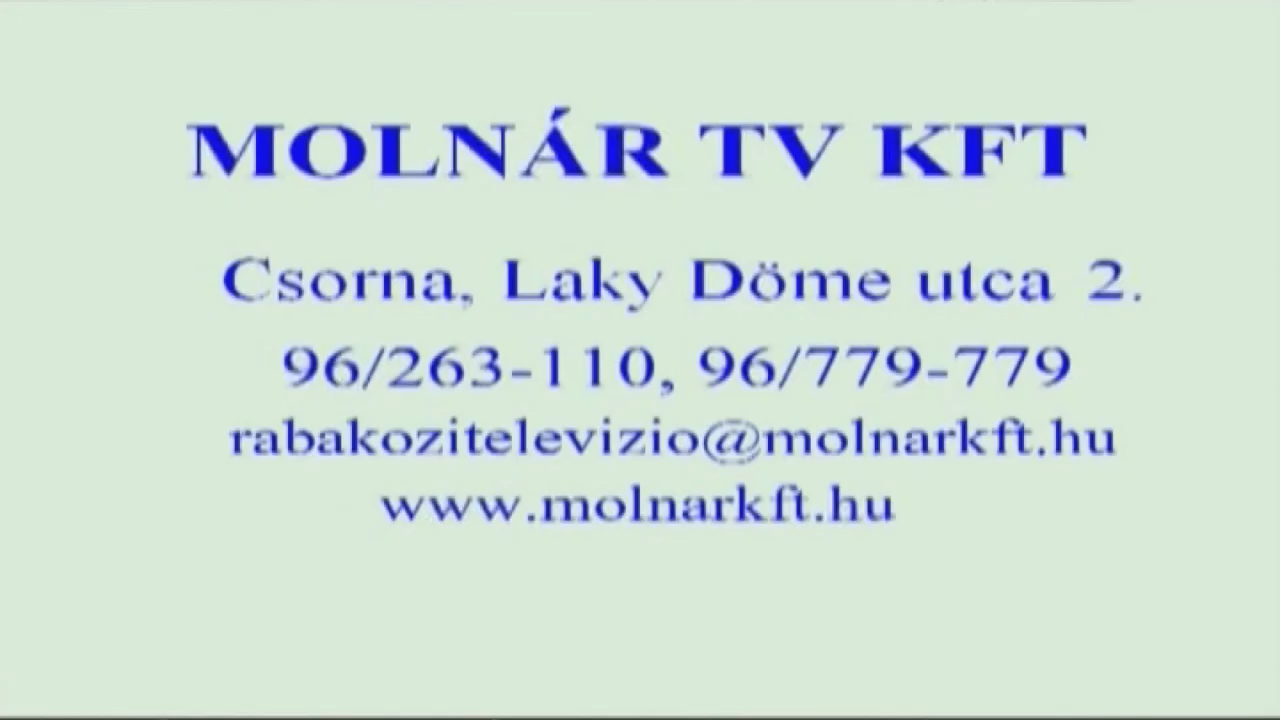 MOLNÁR TV KFT
Csorna, Laky Döme utca 2.
96/263-110, 96/779-779
rabakozitelevizio@molnarkft.hu
www.molnarkft.hu